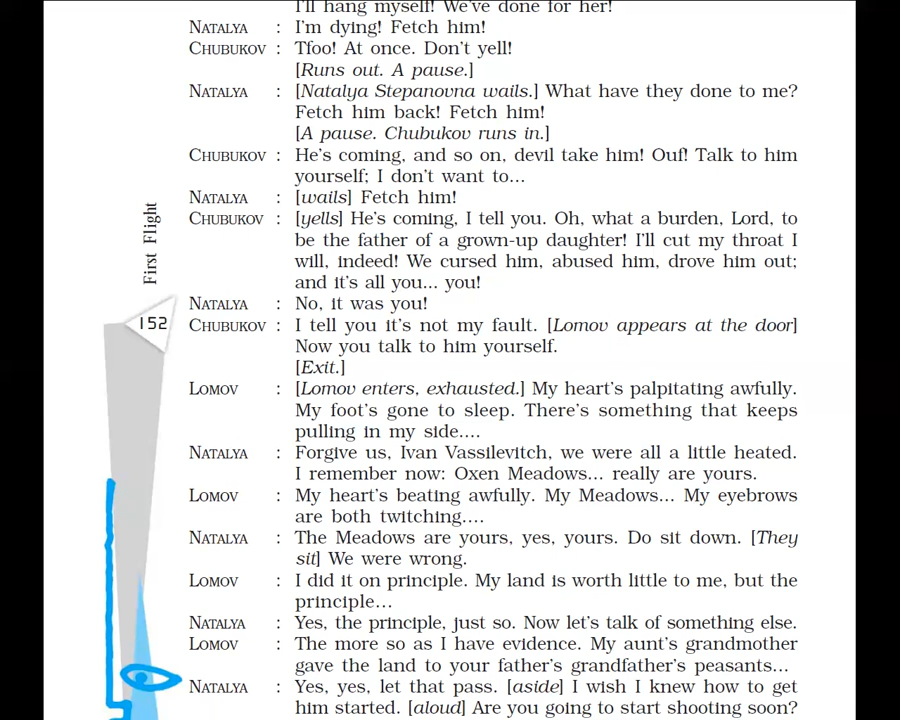 I'll hang myself! We've done for her!
NATALYA : I'm dying! Fetch him!
CHUBUKOV : Tfoo! At once. Don't yell!
[Runs out. A pause.]
NATALYA : [Natalya Stepanovna wails.] What have they done to me?
Fetch him back! Fetch him!
[A pause. Chubukov runs in.]
CHUBUKOV : He's coming, and so on, devil take him! Ouf! Talk to him
yourself; I don't want to...
NATALYA : [wails] Fetch him!
CHUBUKOV : [yells] He's coming, I tell you. Oh, what a burden, Lord, to
be the father of a grown-up daughter! I'll cut my throat I
will, indeed! We cursed him, abused him, drove him out;
and it's all you... you!
NATALYA : No, it was you!
CHUBUKOV : I tell you it's not my fault. [Lomov appears at the door]
Now you talk to him yourself.
[Exit.]
LOMOV : [Lomov enters, exhausted.] My heart's palpitating awfully.
My foot's gone to sleep. There's something that keeps
pulling in my side....
NATALYA : Forgive us, Ivan Vassilevitch, we were all a little heated.
I remember now: Oxen Meadows... really are yours.
LOMOV : My heart's beating awfully. My Meadows... My eyebrows
are both twitching....
NATALYA : The Meadows are yours, yes, yours. Do sit down. [They
sit] We were wrong.
LOMOV : I did it on principle. My land is worth little to me, but the
principle...
NATALYA : Yes, the principle, just so. Now let's talk of something else.
LOMOV : The more so as I have evidence. My aunt's grandmother
gave the land to your father's grandfather's peasants...
NATALYA : Yes, yes, let that pass. [aside] I wish I knew how to get
him started. [aloud] Are you going to start shooting soon?
First Flight
152